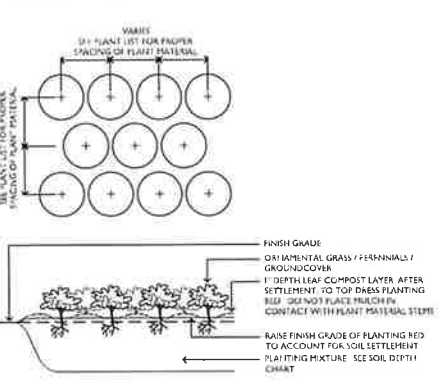 VARIES
SEE PLANT LIST FOR PROPER
SPACING OF PLANT MATERIAL
SEE PLANT LIST FOR PROPER
SPACING OF PLANT MATERIAL
FINISH GRADE
ORNAMENTAL GRASS / PERENNIALS /
GROUNDCOVER
DEPTH LEAF COMPOST LAYER AFTER
SETTLEMENT, TO TOP DRESS PLANTING
BED. DO NOT PLACE MULCH IN
CONTACT WITH PLANT MATERIAL STEMS
RAISE FINISH GRADE OF PLANTING BED
TO ACCOUNT FOR SOIL SETTLEMENT
PLANTING MIXTURE SEE SOIL DEPTH
CHART